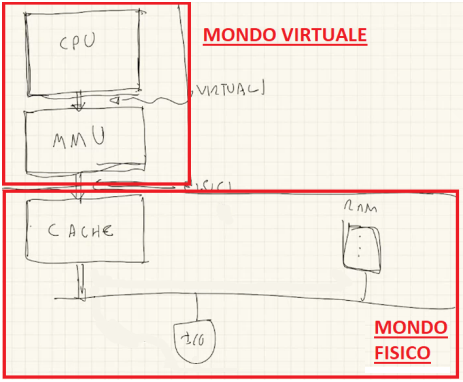 CPU
MONDO VIRTUALE
VIRTUALI
MMU
FISICI
CACHE
RAM
MONDO
FISICO